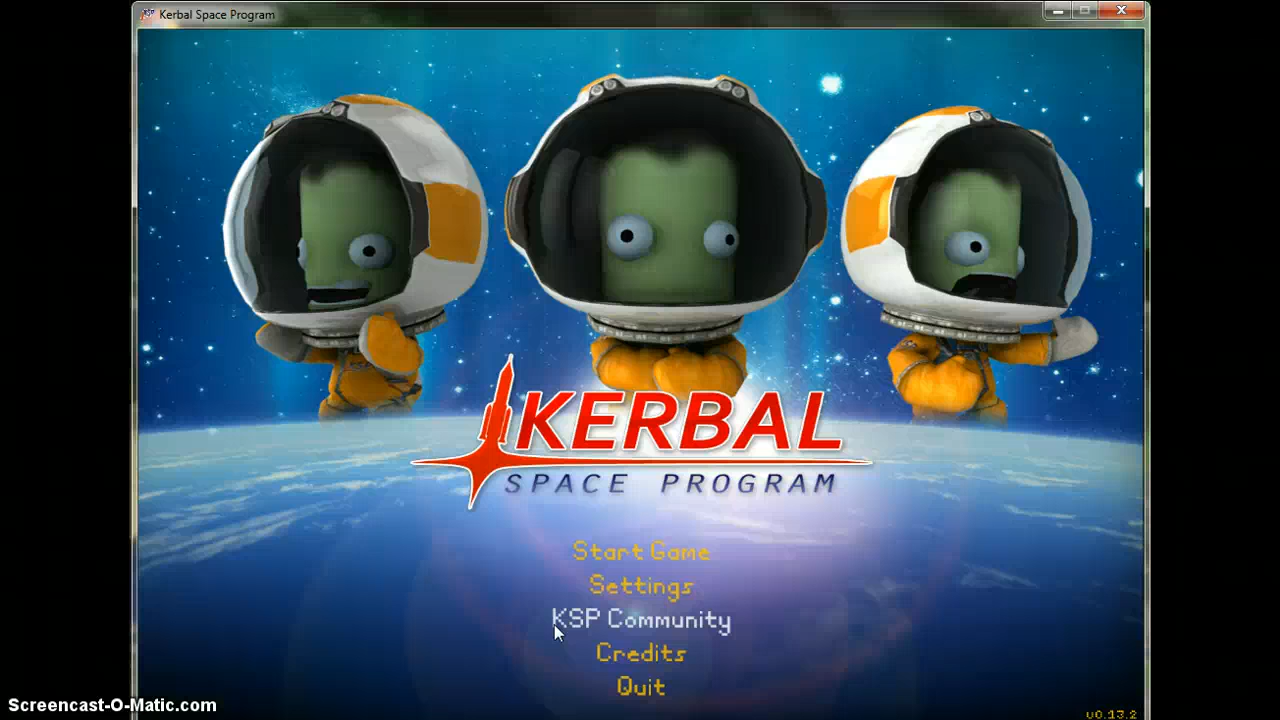 Kerbal Space Program
KERBAL
SPACE PROGRAM
Start Game
Settings
KSP Community
Credits
Quit
v0.13.2
Screencast-O-Matic.com